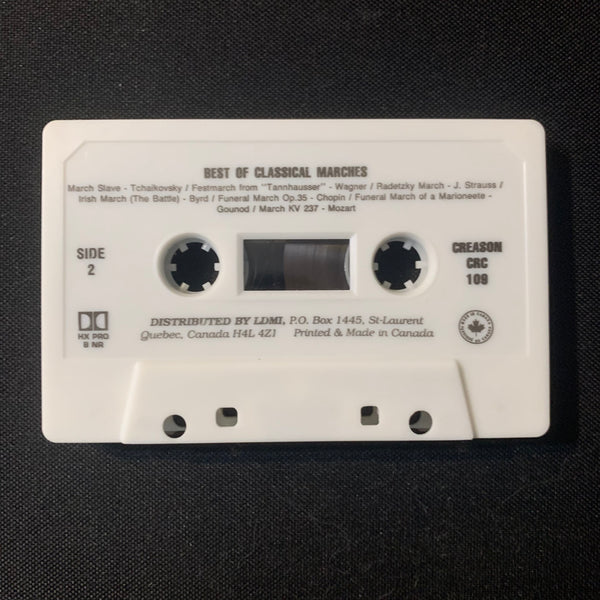 BEST OF CLASSICAL MARCHES
March Slave - Tchaikovsky / Festmarch from "Tannhausser" - Wagner / Radetzky March - J. Strauss /
Irish March (The Battle) - Byrd / Funeral March Op.35 - Chopin / Funeral March of a Marioneete -
Gounod / March KV 237 - Mozart
SIDE
2
CREASON
CRC
109
HX PRO
B NR
DISTRIBUTED BY LDMI, P.O. Box 1445, St-Laurent
Quebec, Canada H4L 4Z1 Printed & Made in Canada